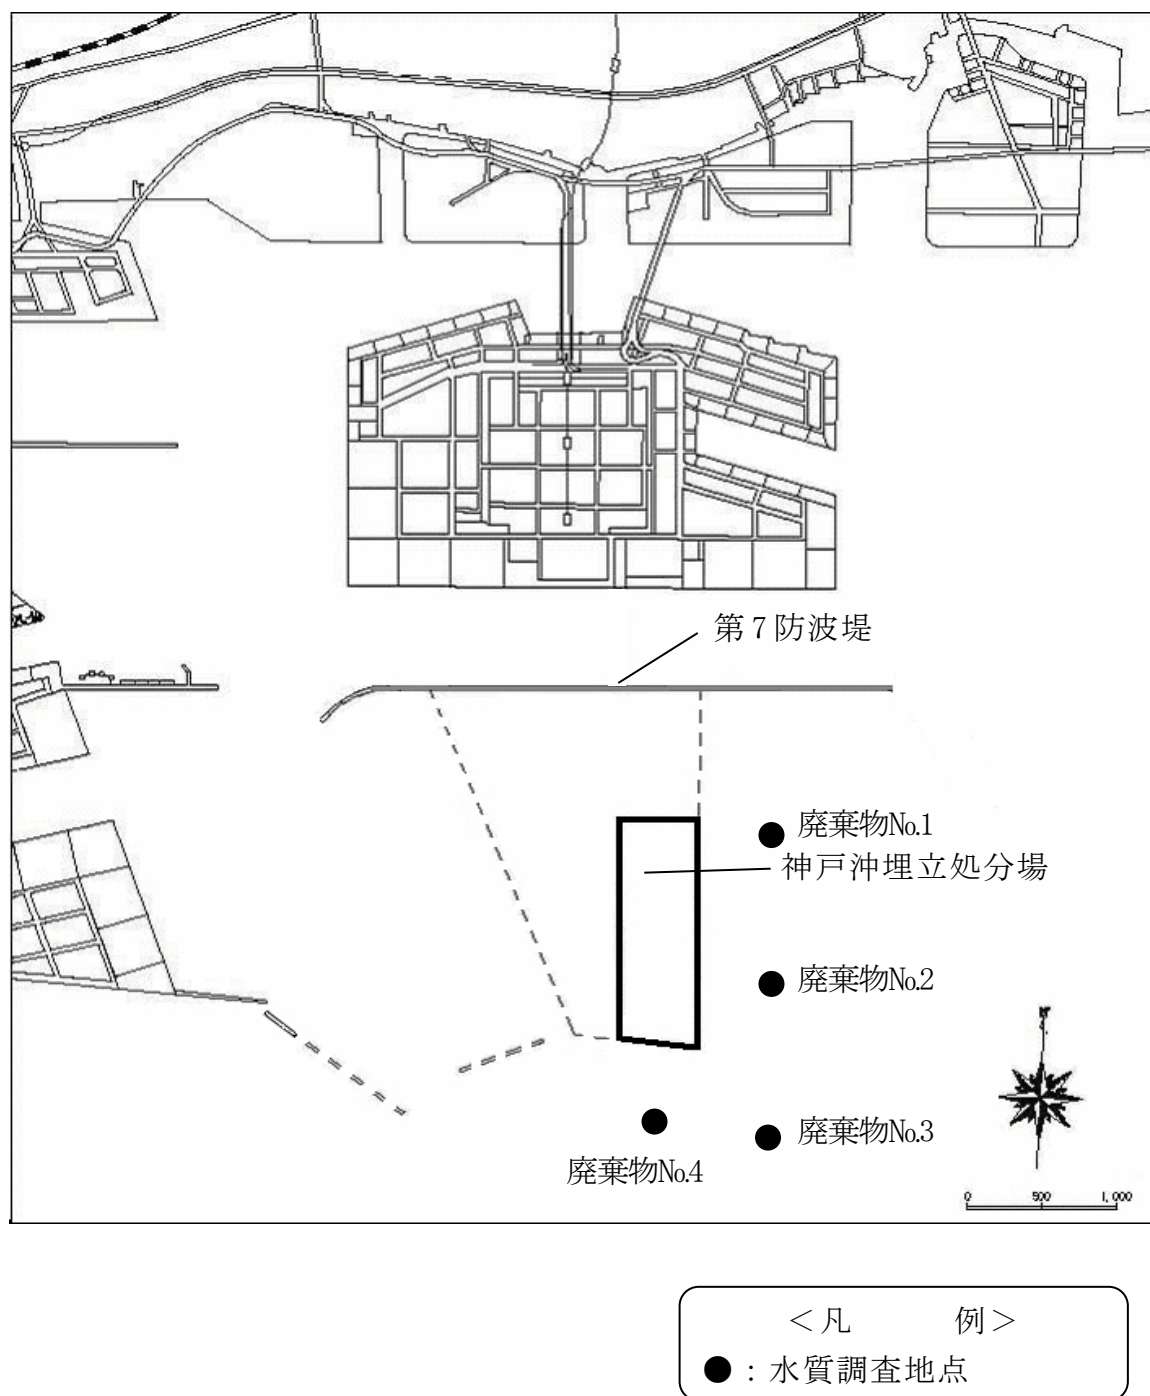 第7防波堤
廃棄物No.1
神戸沖埋立処分場
廃棄物No.2
N
廃棄物No.3
廃棄物No.4
0 500 1,000
<凡 例>
●:水質調査地点